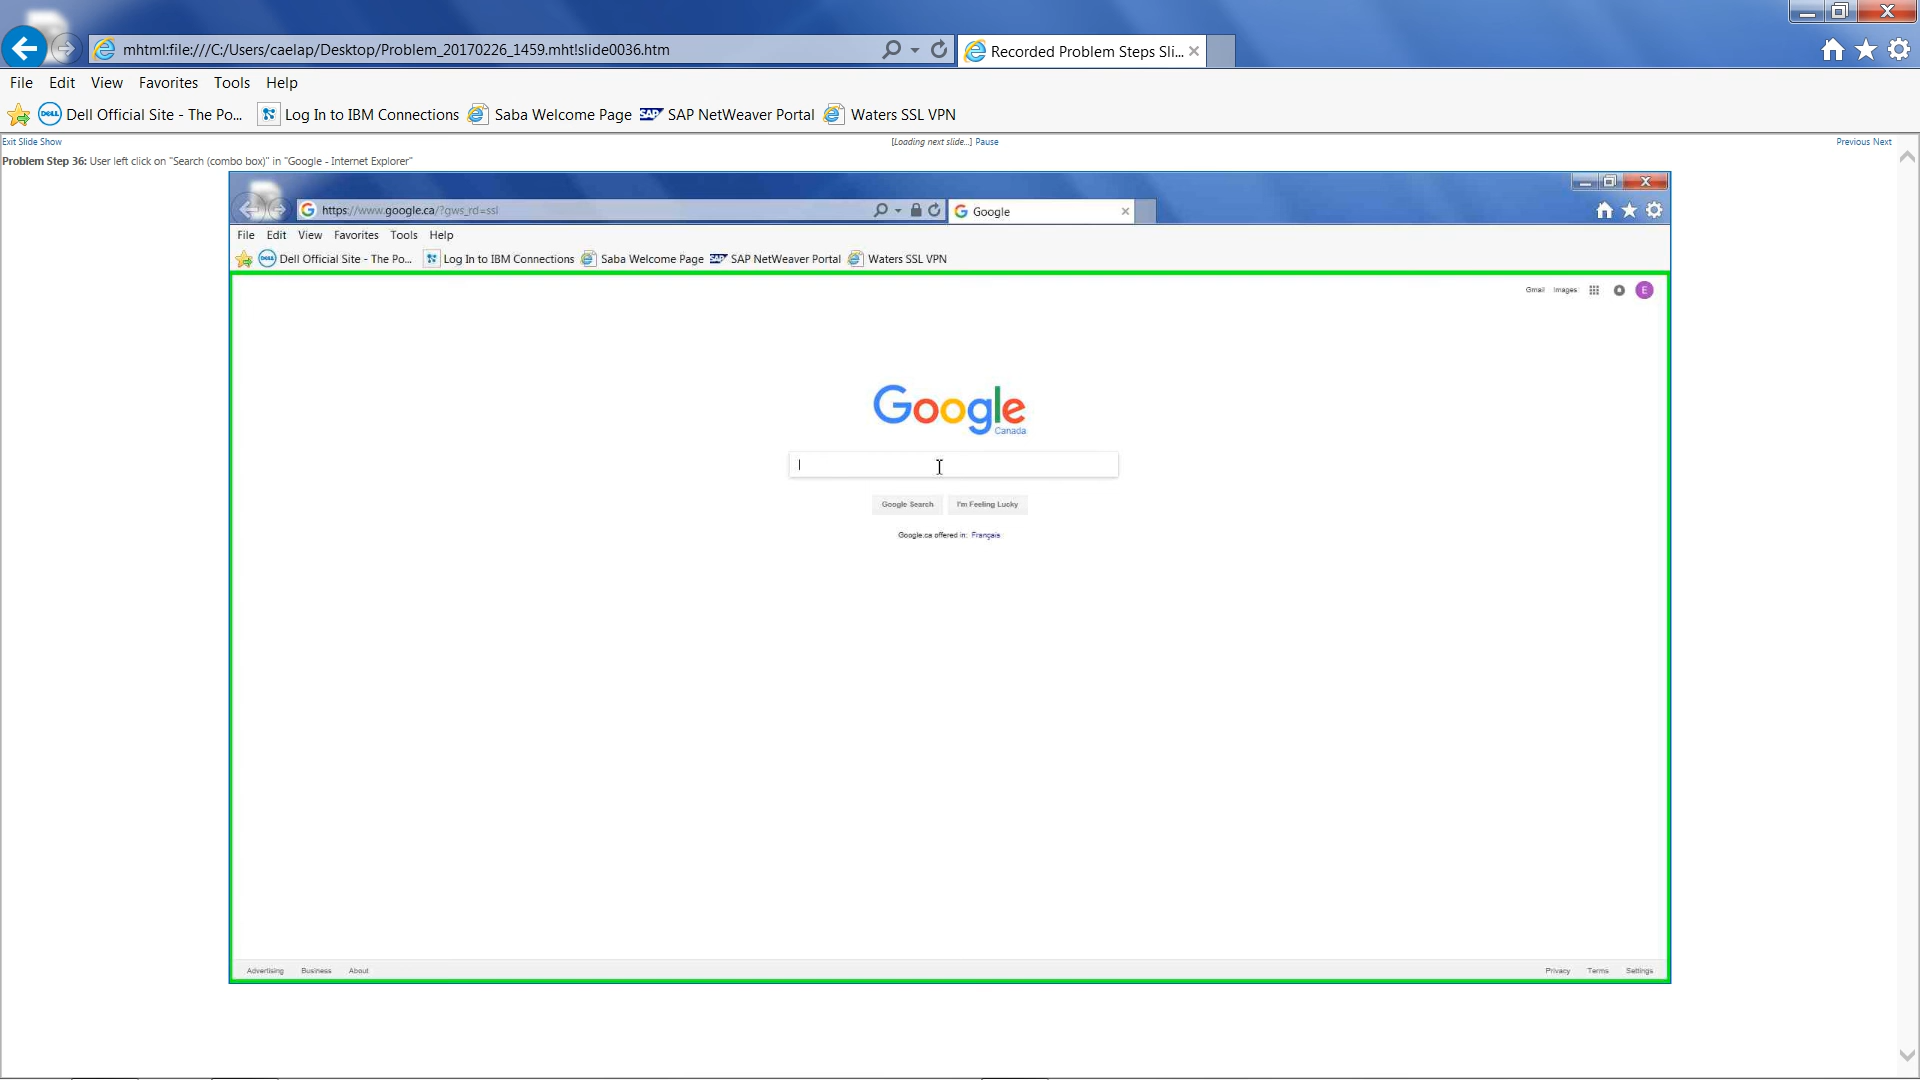 mhtml:file:///C:/Users/caelap/Desktop/Problem_20170226_1459.mht!slide0036.htm Recorded Problem Steps Sli...
File Edit View Favorites Tools Help
Dell Official Site - The Po... Log In to IBM Connections Saba Welcome Page SAP NetWeaver Portal Waters SSL VPN
Exit Slide Show [Loading next slide...] Pause Previous Next
Problem Step 36: User left click on "Search (combo box)" in "Google - Internet Explorer"
https://www.google.ca/?gws_rd=ssl Google
File Edit View Favorites Tools Help
Dell Official Site - The Po... Log In to IBM Connections Saba Welcome Page SAP NetWeaver Portal Waters SSL VPN
Gmail Images E
Google
Canada
Google Search I'm Feeling Lucky
Google.ca offered in: Français
Advertising Business About Privacy Terms Settings